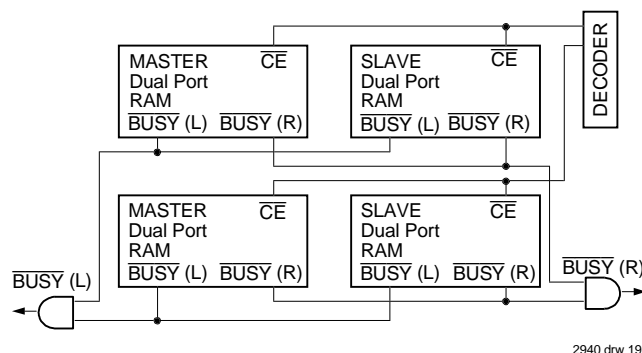 MASTER
Dual Port
RAM
CE
BUSY (L) BUSY (R)
SLAVE
Dual Port
RAM
CE
BUSY (L) BUSY (R)
DECODER
MASTER
Dual Port
RAM
CE
BUSY (L) BUSY (R)
SLAVE
Dual Port
RAM
CE
BUSY (L) BUSY (R)
BUSY (L)
BUSY (R)
2940 drw 19